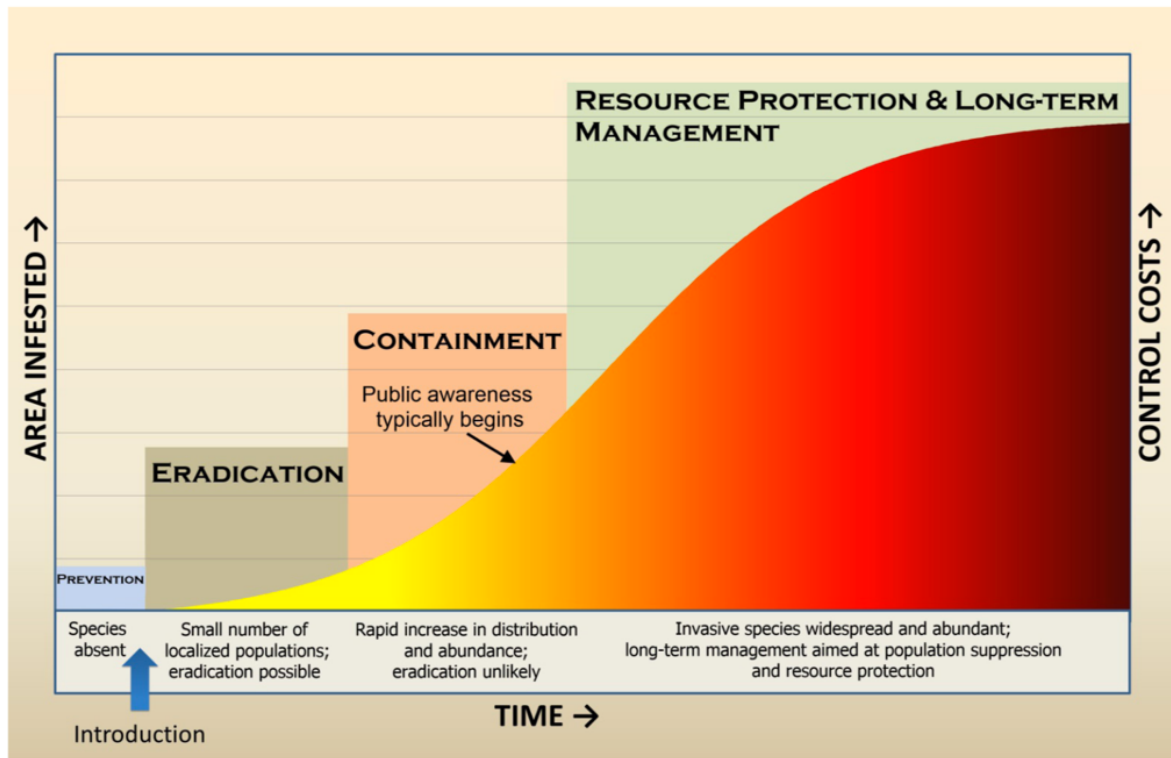 RESOURCE PROTECTION & LONG-TERM
MANAGEMENT
CONTAINMENT
Public awareness
typically begins
ERADICATION
PREVENTION
AREA INFESTED →
CONTROL COSTS →
Species
absent
Small number of
localized populations;
eradication possible
Rapid increase in distribution
and abundance;
eradication unlikely
Invasive species widespread and abundant;
long-term management aimed at population suppression
and resource protection
TIME →
Introduction